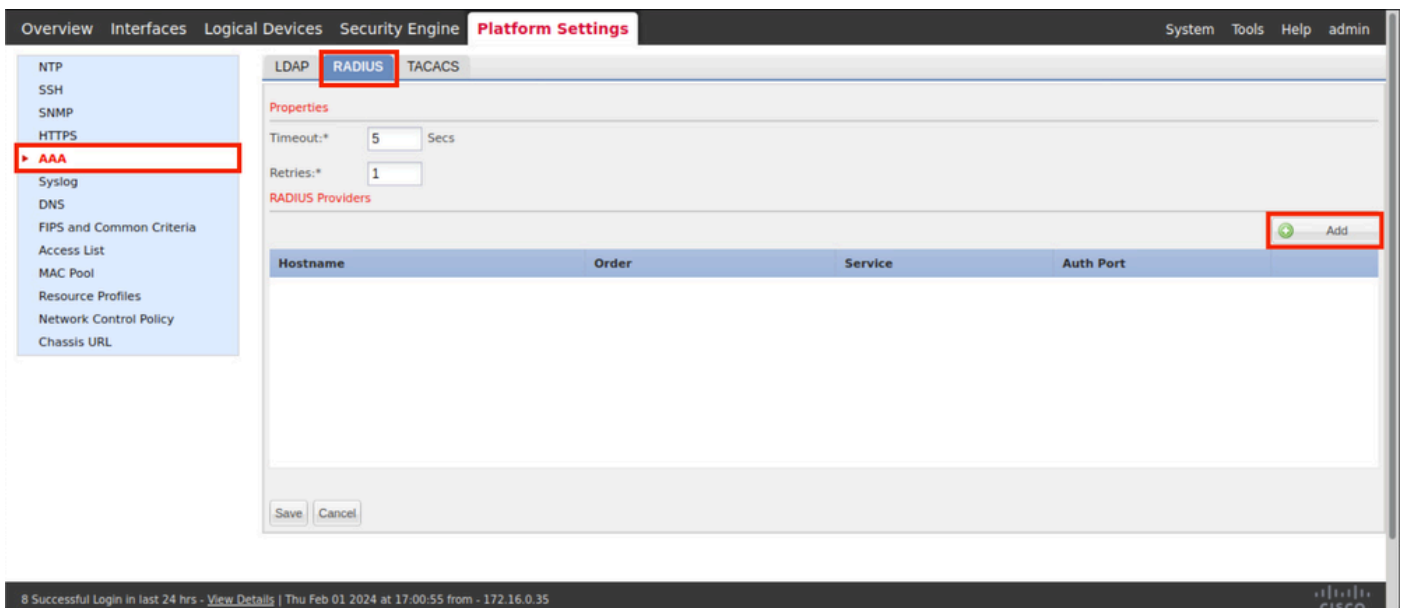 Overview Interfaces Logical Devices Security Engine Platform Settings System Tools Help admin
NTP
SSH
SNMP
HTTPS
AAA
Syslog
DNS
FIPS and Common Criteria
Access List
MAC Pool
Resource Profiles
Network Control Policy
Chassis URL
LDAP RADIUS TACACS
Properties
Timeout:* 5 Secs
Retries:* 1
RADIUS Providers
Add
Hostname Order Service Auth Port
Save Cancel
8 Successful Login in last 24 hrs - View Details | Thu Feb 01 2024 at 17:00:55 from - 172.16.0.35
CISCO